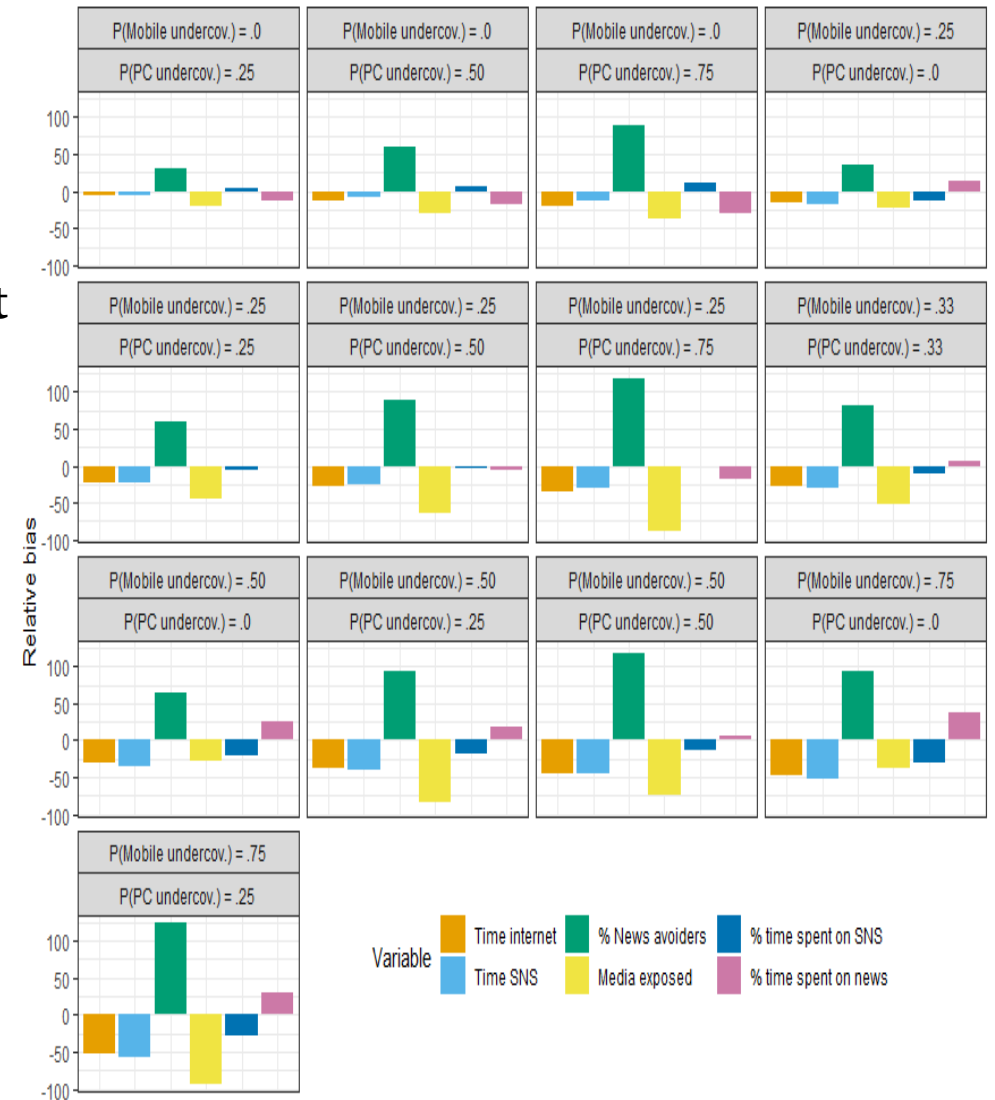 P(Mobile undercov.) = .0 P(Mobile undercov.) = .0 P(Mobile undercov.) = .0 P(Mobile undercov.) = .25
P(PC undercov.) = .25 P(PC undercov.) = .50 P(PC undercov.) = .75 P(PC undercov.) = .0
100
50
0
-50
-100
t
P(Mobile undercov.) = .25 P(Mobile undercov.) = .25 P(Mobile undercov.) = .25 P(Mobile undercov.) = .33
P(PC undercov.) = .25 P(PC undercov.) = .50 P(PC undercov.) = .75 P(PC undercov.) = .33
100
50
0
-50
-100
Relative bias
P(Mobile undercov.) = .50 P(Mobile undercov.) = .50 P(Mobile undercov.) = .50 P(Mobile undercov.) = .75
P(PC undercov.) = .0 P(PC undercov.) = .25 P(PC undercov.) = .50 P(PC undercov.) = .0
100
50
0
-50
-100
P(Mobile undercov.) = .75
P(PC undercov.) = .25
100
50
0
-50
-100
Variable
Time internet % News avoiders % time spent on SNS
Time SNS Media exposed % time spent on news